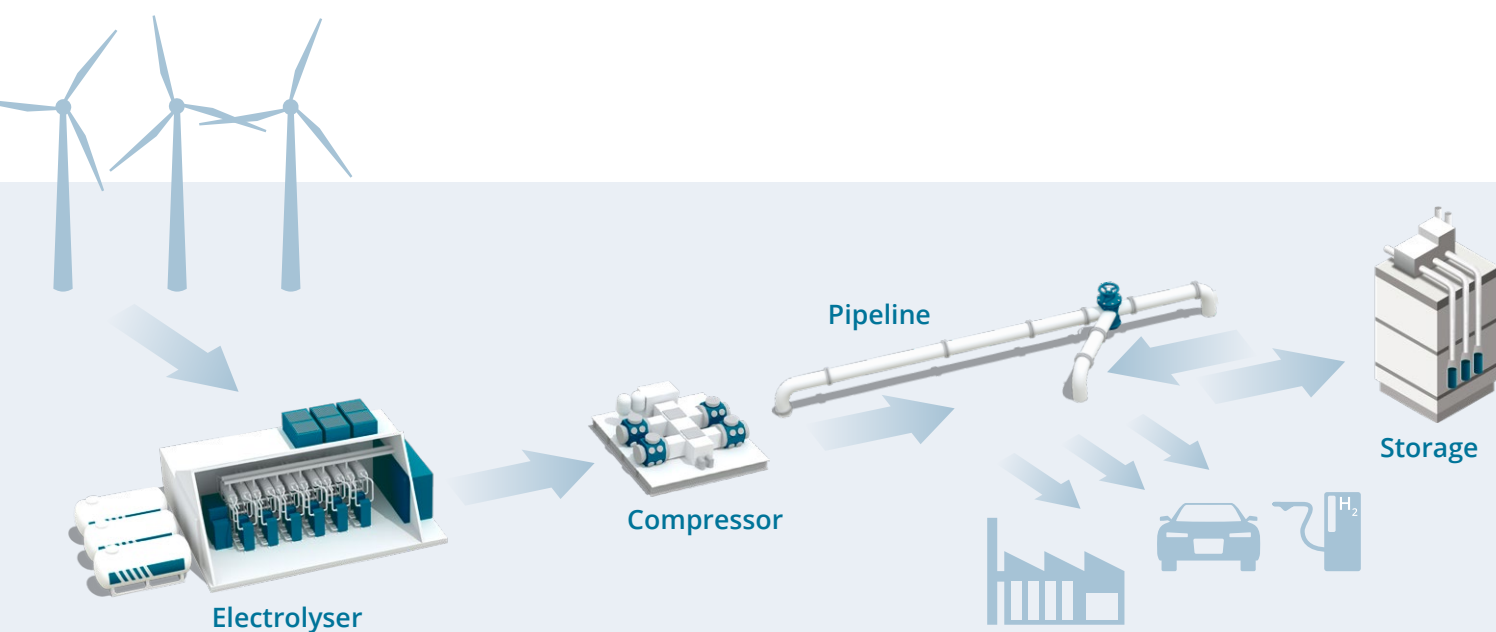 Pipeline
Storage
Compressor
H₂
Electrolyser